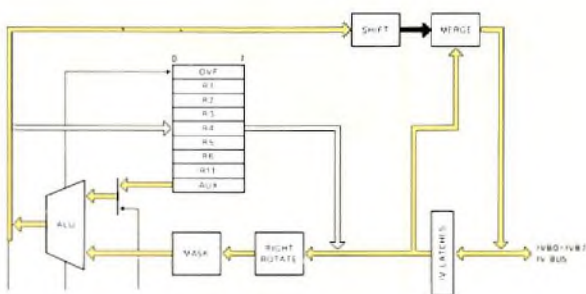 SHIFT
MERGE
0 7
OVF
R1
R2
R3
R4
R5
R6
R11
AUX
ALU
MASK
RIGHT
ROTATE
IV LATCHES
IVB0-IVB7
IV BUS